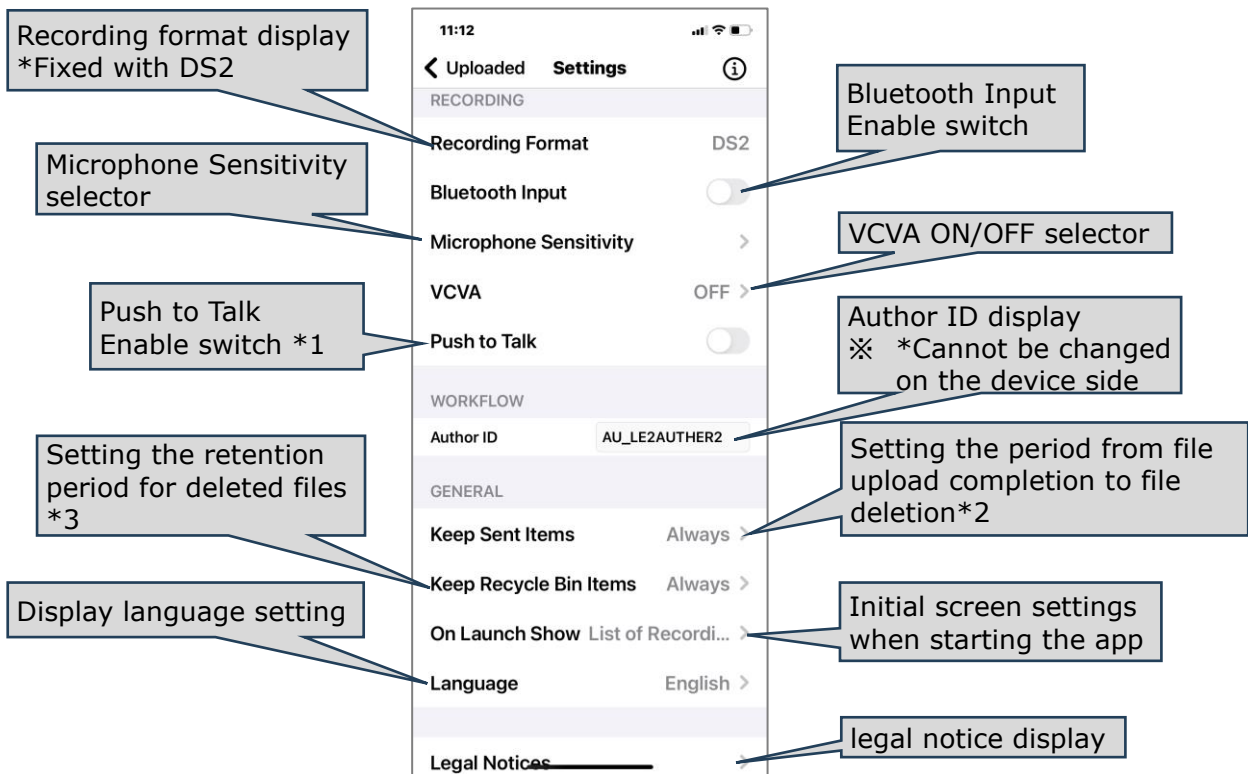 Recording format display
*Fixed with DS2
Microphone Sensitivity
selector
Push to Talk
Enable switch *1
Setting the retention
period for deleted files
*3
Display language setting
11:12
Uploaded Settings
RECORDING
Recording Format DS2
Bluetooth Input
Microphone Sensitivity
VCVA OFF
Push to Talk
WORKFLOW
Author ID AU_LE2AUTHER2
GENERAL
Keep Sent Items Always
Keep Recycle Bin Items Always
On Launch Show List of Recordi...
Language English
Legal Notices
Bluetooth Input
Enable switch
VCVA ON/OFF selector
Author ID display
※ *Cannot be changed
on the device side
Setting the period from file
upload completion to file
deletion*2
Initial screen settings
when starting the app
legal notice display